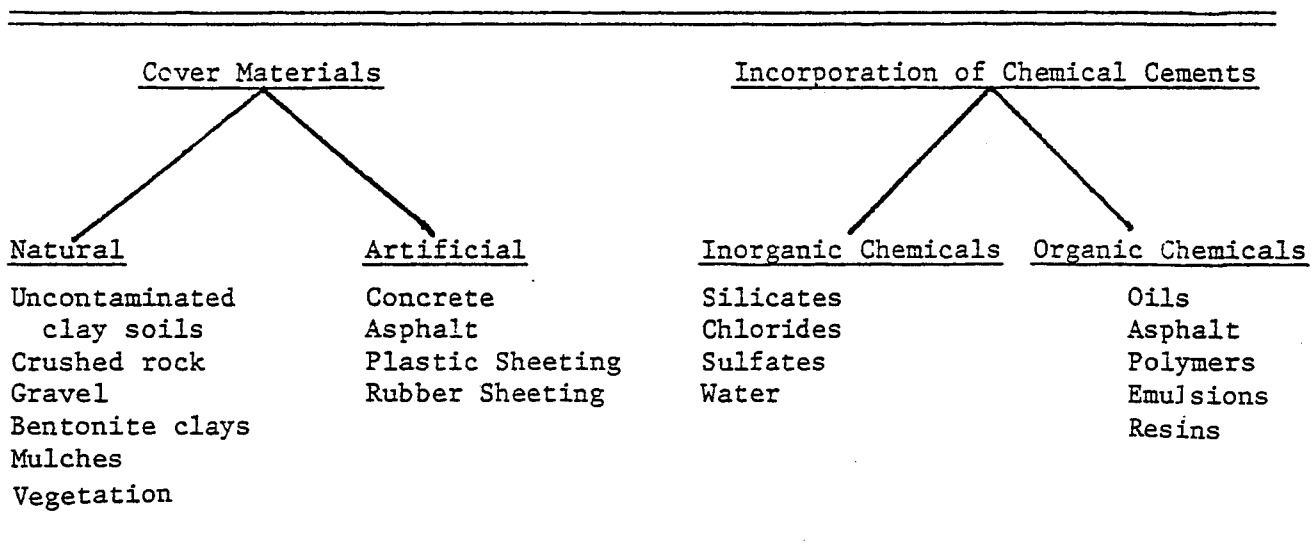 Cover Materials
Incorporation of Chemical Cements
Natural
Uncontaminated
clay soils
Crushed rock
Gravel
Bentonite clays
Mulches
Vegetation
Artificial
Concrete
Asphalt
Plastic Sheeting
Rubber Sheeting
Inorganic Chemicals
Silicates
Chlorides
Sulfates
Water
Organic Chemicals
Oils
Asphalt
Polymers
Emulsions
Resins